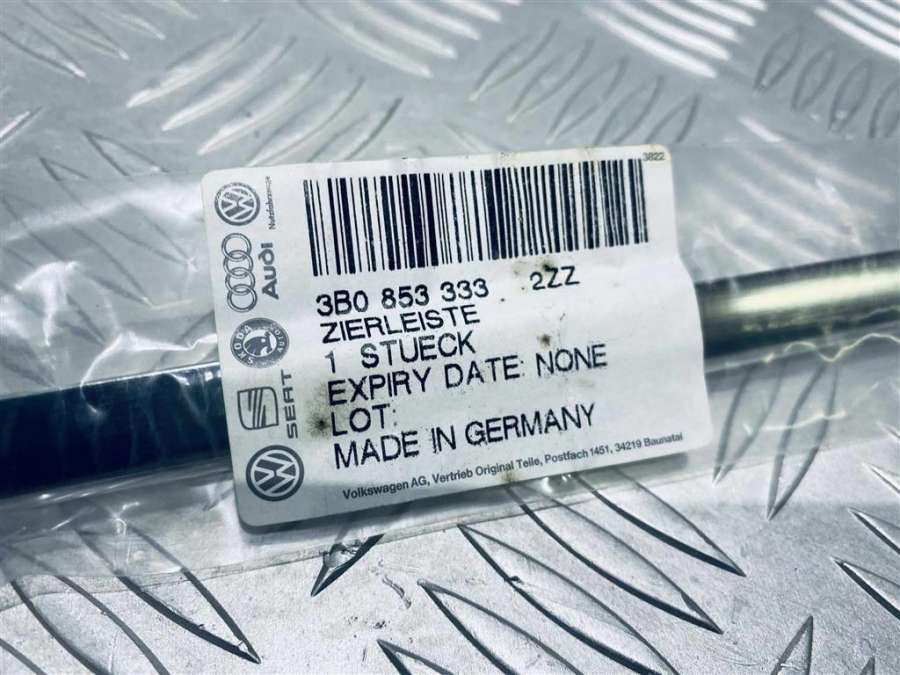 3822
3B0 853 333 2ZZ
ZIERLEISTE
1 STUECK
EXPIRY DATE: NONE
LOT:
MADE IN GERMANY
Volkswagen AG, Vertrieb Original Teile, Postfach 1451, 34219 Baunatal
Nutzfahrzeuge
Audi
SKODA
SEAT